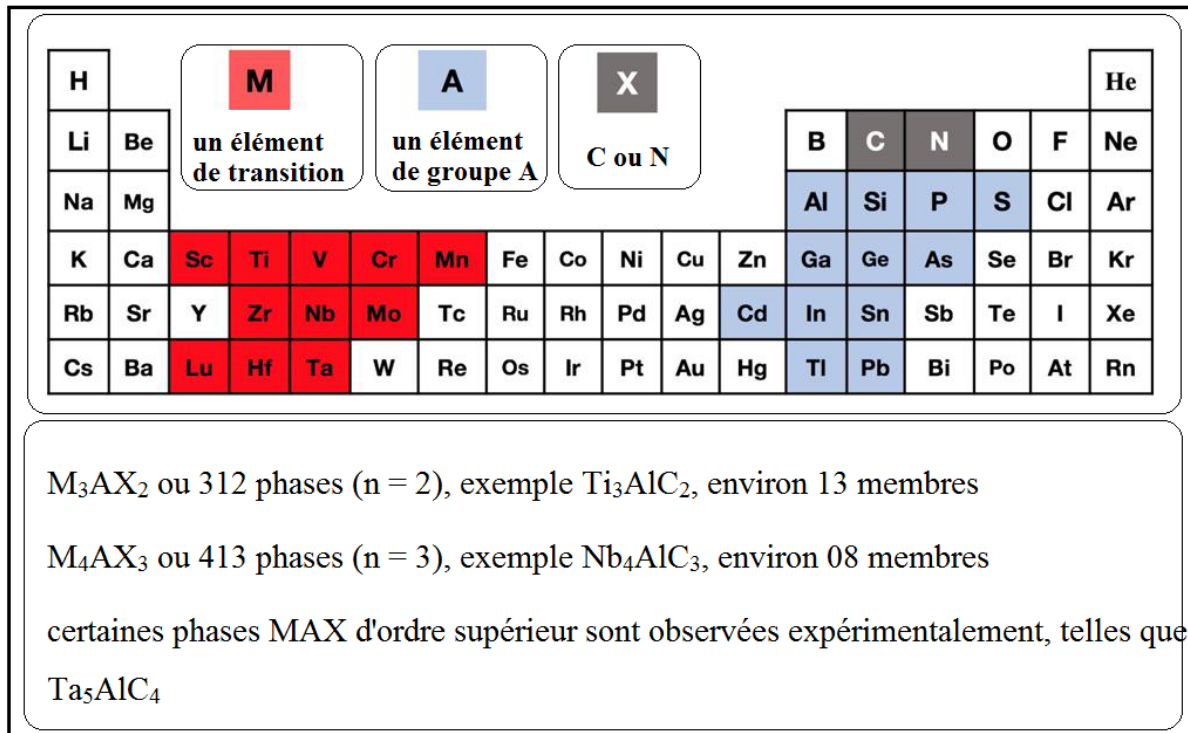 H M A X He
un élément
de transition
un élément
de groupe A
C ou N
Li Be B C N O F Ne
Na Mg Al Si P S Cl Ar
K Ca Sc Ti V Cr Mn Fe Co Ni Cu Zn Ga Ge As Se Br Kr
Rb Sr Y Zr Nb Mo Tc Ru Rh Pd Ag Cd In Sn Sb Te I Xe
Cs Ba Lu Hf Ta W Re Os Ir Pt Au Hg Tl Pb Bi Po At Rn
M₃AX₂ ou 312 phases (n = 2), exemple Ti₃AlC₂, environ 13 membres
M₄AX₃ ou 413 phases (n = 3), exemple Nb₄AlC₃, environ 08 membres
certaines phases MAX d'ordre supérieur sont observées expérimentalement, telles que
Ta₅AlC₄